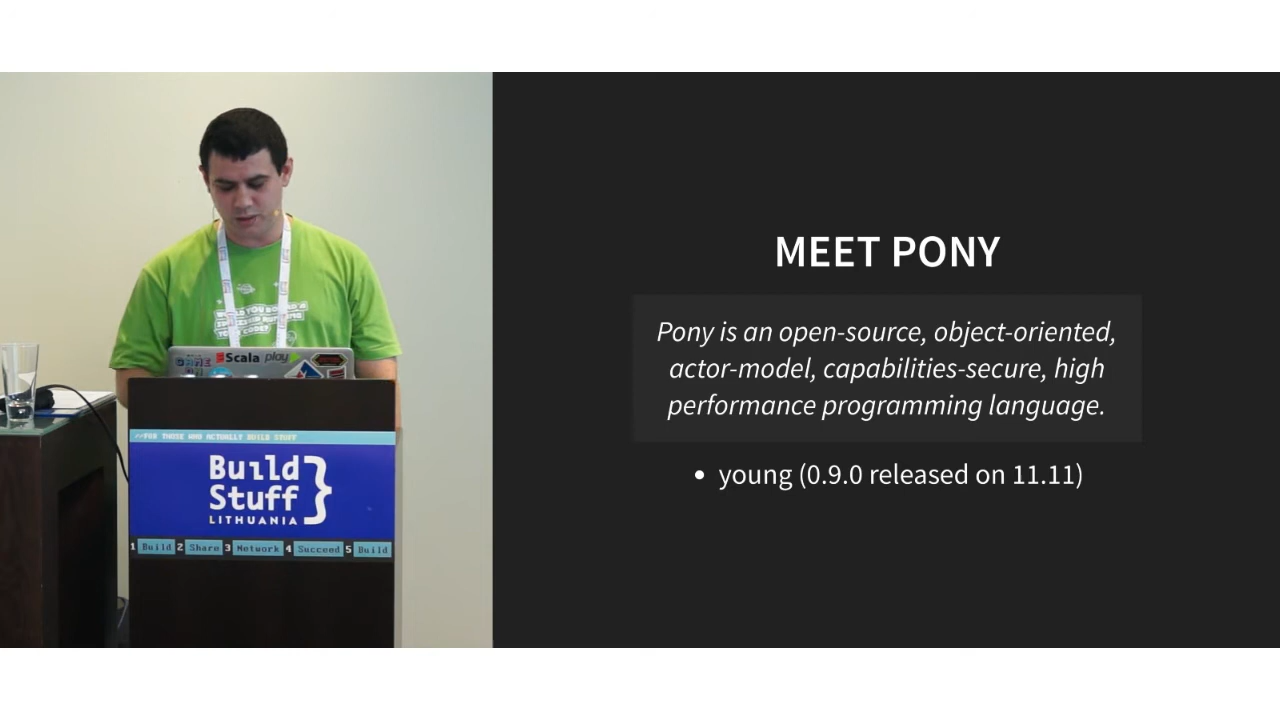 MEET PONY
Pony is an open-source, object-oriented,
actor-model, capabilities-secure, high
performance programming language.
• young (0.9.0 released on 11.11)
Scala play
//FOR THOSE WHO ACTUALLY BUILD STUFF
Build
Stuff }
LITHUANIA
1 Build 2 Share 3 Network 4 Succeed 5 Build